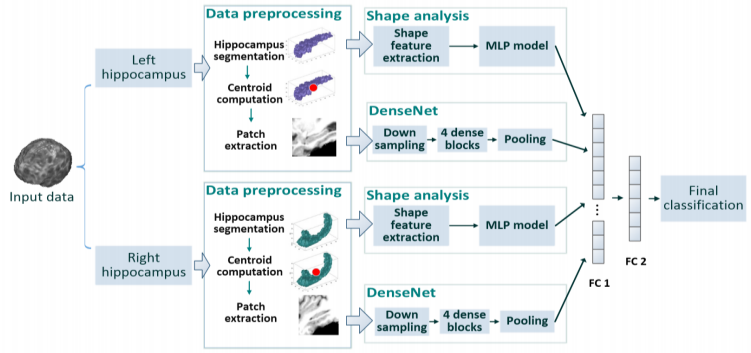 Input data
Left
hippocampus
Data preprocessing
Hippocampus
segmentation
Centroid
computation
Patch
extraction
Shape analysis
Shape
feature
extraction
MLP model
DenseNet
Down
sampling
4 dense
blocks
Pooling
Right
hippocampus
Data preprocessing
Hippocampus
segmentation
Centroid
computation
Patch
extraction
Shape analysis
Shape
feature
extraction
MLP model
DenseNet
Down
sampling
4 dense
blocks
Pooling
FC 1
FC 2
Final
classification